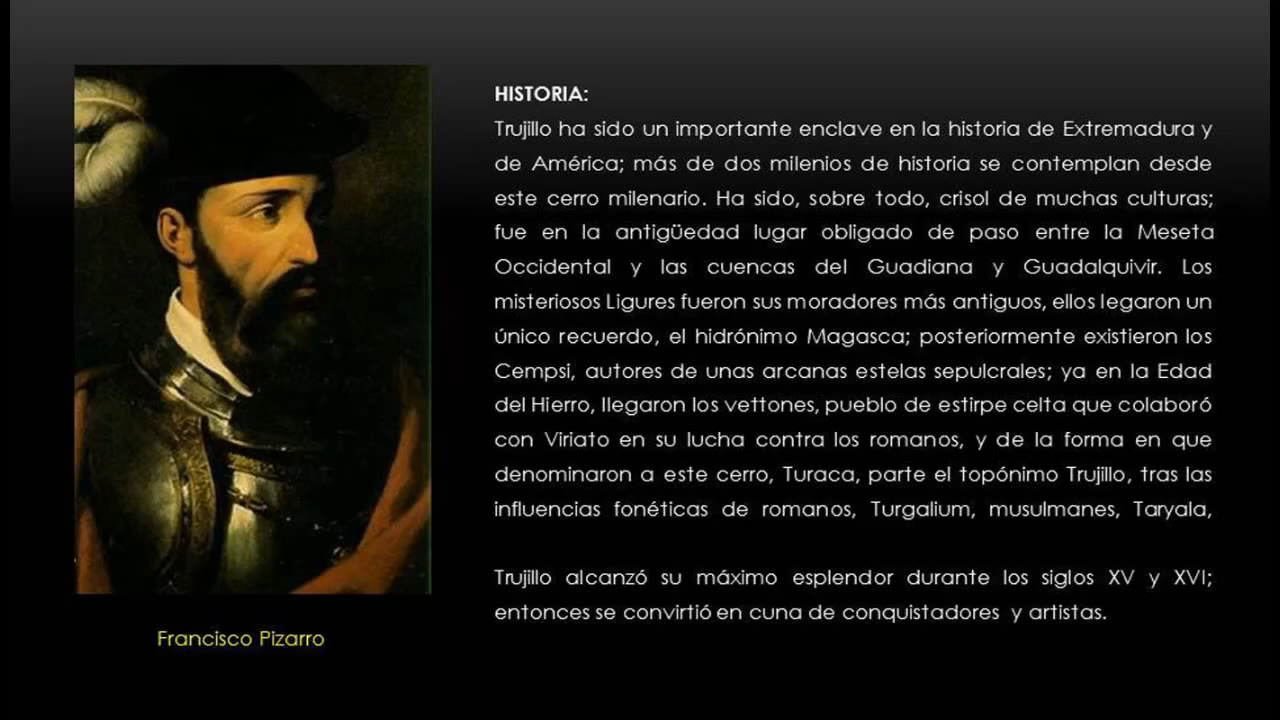 HISTORIA:
Trujillo ha sido un importante enclave en la historia de Extremadura y
de América; más de dos milenios de historia se contemplan desde
este cerro milenario. Ha sido, sobre todo, crisol de muchas culturas;
fue en la antigüedad lugar obligado de paso entre la Meseta
Occidental y las cuencas del Guadiana y Guadalquivir. Los
misteriosos Ligures fueron sus moradores más antiguos, ellos legaron un
único recuerdo, el hidrónimo Magasca; posteriormente existieron los
Cempsi, autores de unas arcanas estelas sepulcrales; ya en la Edad
del Hierro, llegaron los vettones, pueblo de estirpe celta que colaboró
con Viriato en su lucha contra los romanos, y de la forma en que
denominaron a este cerro, Turaca, parte el topónimo Trujillo, tras las
influencias fonéticas de romanos, Turgalium, musulmanes, Taryala,
Trujillo alcanzó su máximo esplendor durante los siglos XV y XVI;
entonces se convirtió en cuna de conquistadores y artistas.
Francisco Pizarro